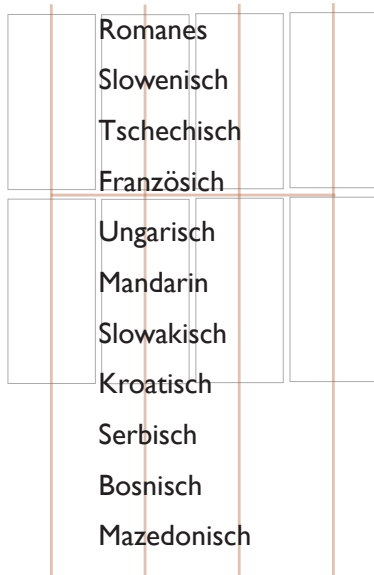 Romanes
Slowenisch
Tschechisch
Französich
Ungarisch
Mandarin
Slowakisch
Kroatisch
Serbisch
Bosnisch
Mazedonisch